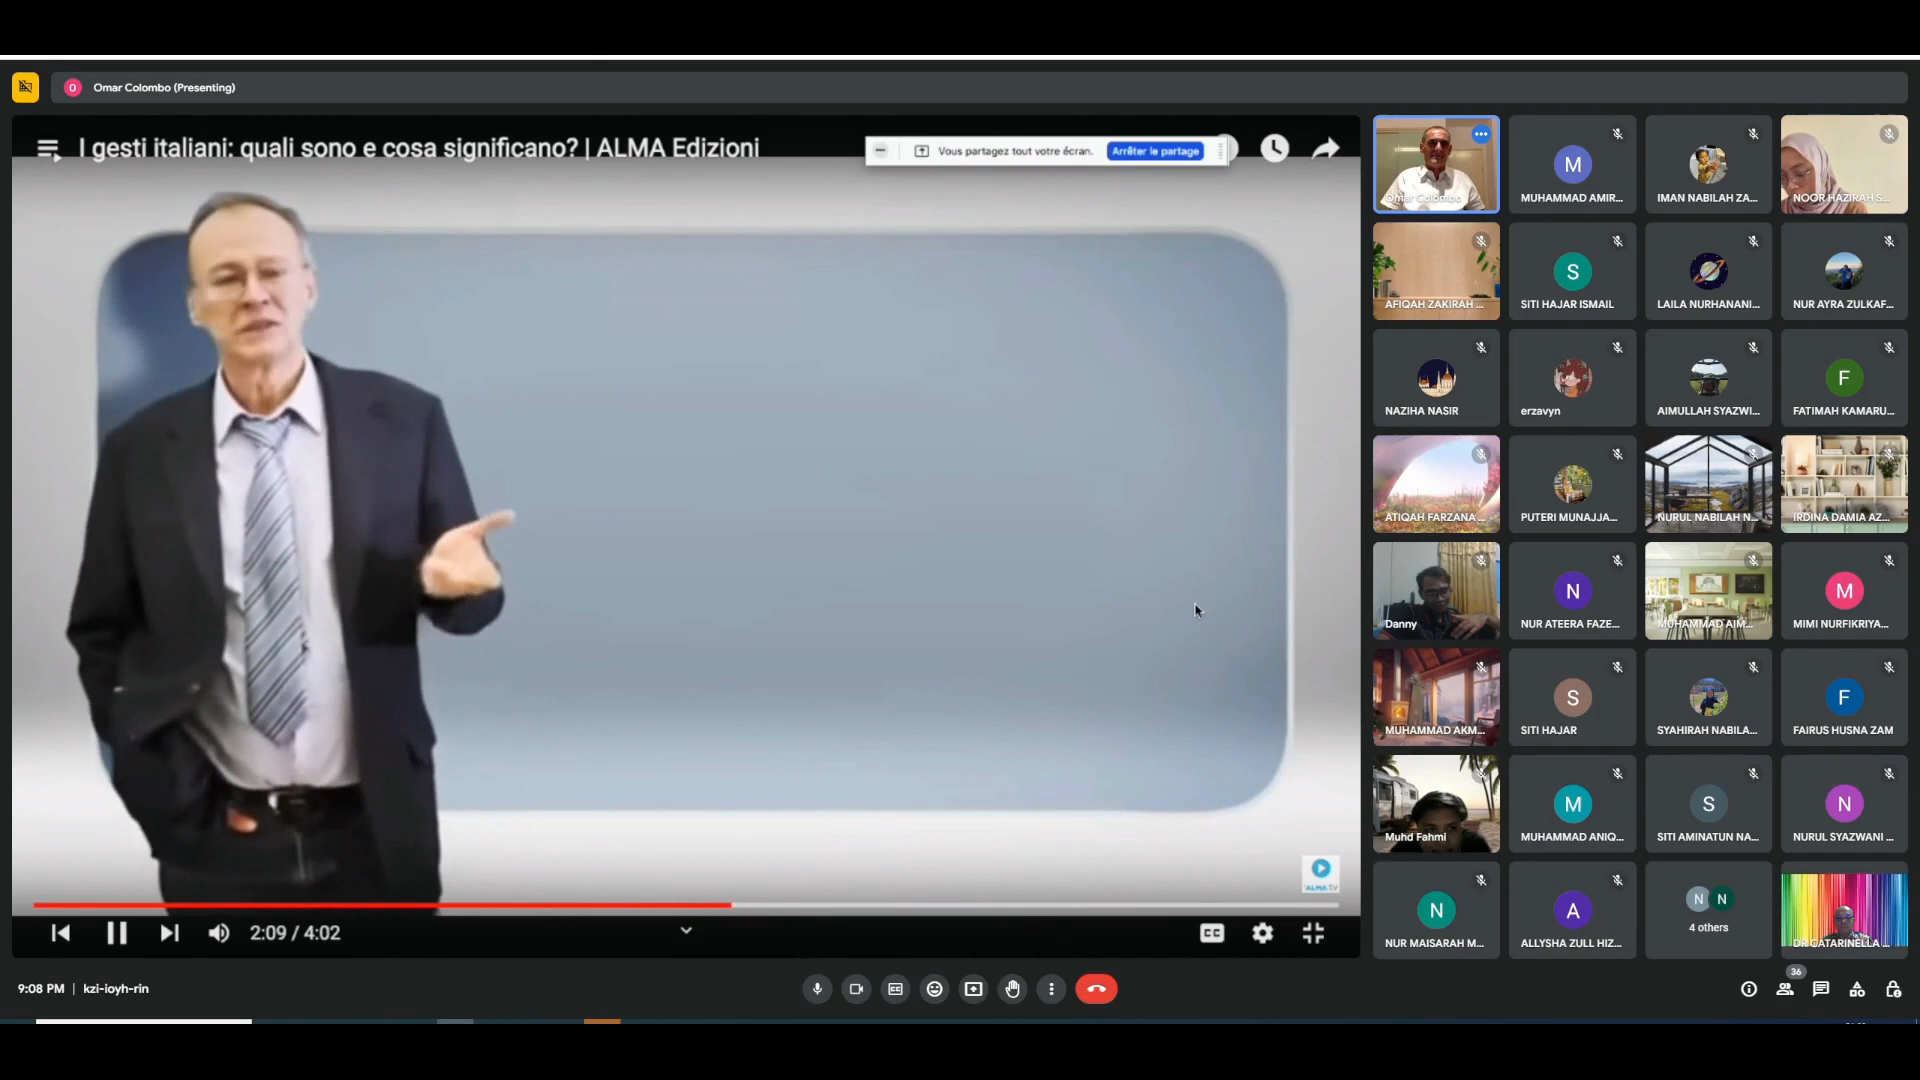 Omar Colombo (Presenting)
I gesti italiani: quali sono e cosa significano? | ALMA Edizioni
Vous partagez tout votre écran.
Arrêter le partage
Omar Colombo
M
MUHAMMAD AMIR...
IMAN NABILAH ZA...
NOOR HAZIRAH S...
AFIQAH ZAKIRAH ...
S
SITI HAJAR ISMAIL
LAILA NURHANANI...
NUR AYRA ZULKAF...
NAZIHA NASIR
erzavyn
AIMULLAH SYAZWI...
F
FATIMAH KAMARU...
ATIQAH FARZANA ...
PUTERI MUNAJJA...
NURUL NABILAH N...
IRDINA DAMIA AZ...
Danny
N
NUR ATEERA FAZE...
MUHAMMAD AIM...
M
MIMI NURFIKRIYA...
MUHAMMAD AKM...
S
SITI HAJAR
SYAHIRAH NABILA...
F
FAIRUS HUSNA ZAM
Muhd Fahmi
M
MUHAMMAD ANIQ...
S
SITI AMINATUN NA...
N
NURUL SYAZWANI ...
N
NUR MAISARAH M...
A
ALLYSHA ZULL HIZ...
N N
4 others
DR CATARINELLA ...
ALMA.tv
2:09 / 4:02
CC
9:08 PM | kzi-ioyh-rin
36